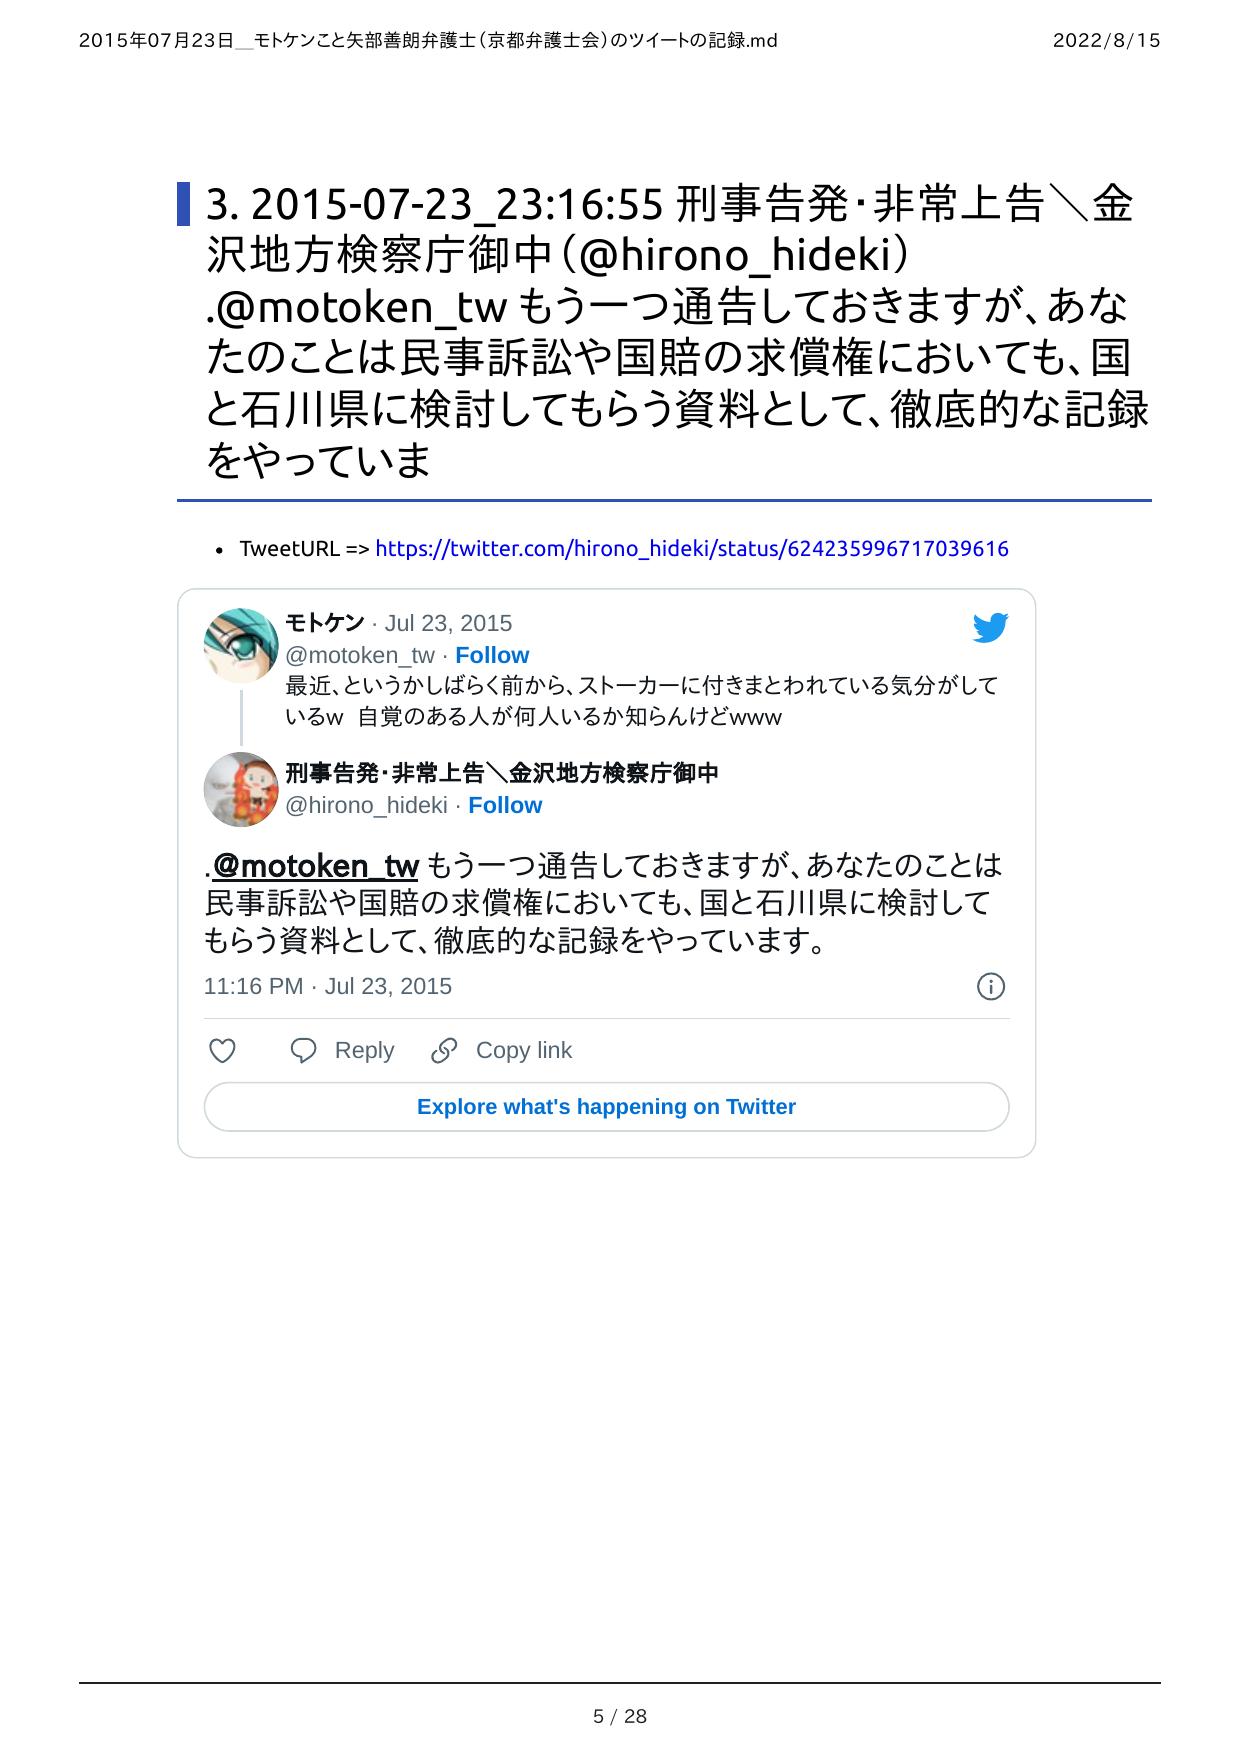 2015年07月23日__モトケンこと矢部善朗弁護士（京都弁護士会）のツイートの記録.md 2022/8/15
3. 2015-07-23_23:16:55 刑事告発・非常上告＼金
沢地方検察庁御中（@hirono_hideki）
.@motoken_tw もう一つ通告しておきますが、あな
たのことは民事訴訟や国賠の求償権においても、国
と石川県に検討してもらう資料として、徹底的な記録
をやっていま
• TweetURL => https://twitter.com/hirono_hideki/status/624235996717039616
モトケン · Jul 23, 2015
@motoken_tw · Follow
最近、というかしばらく前から、ストーカーに付きまとわれている気分がして
いるw 自覚のある人が何人いるか知らんけどwww
刑事告発・非常上告＼金沢地方検察庁御中
@hirono_hideki · Follow
.@motoken_tw もう一つ通告しておきますが、あなたのことは
民事訴訟や国賠の求償権においても、国と石川県に検討して
もらう資料として、徹底的な記録をやっています。
11:16 PM · Jul 23, 2015
Reply Copy link
Explore what's happening on Twitter
5 / 28